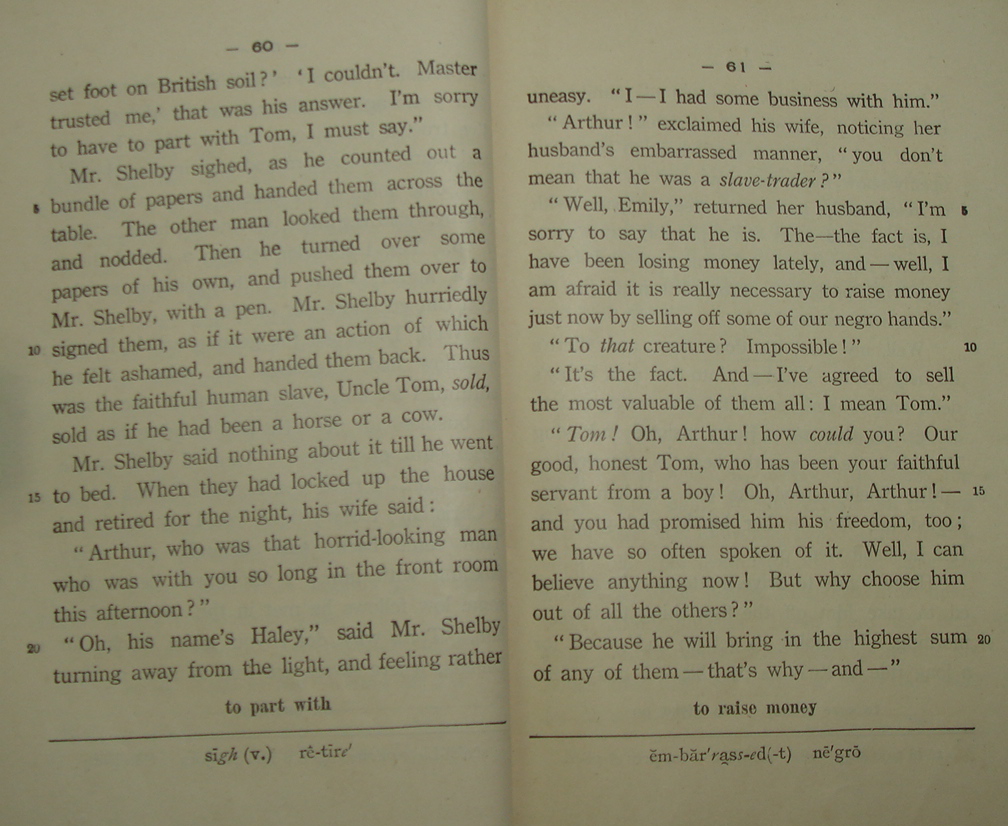 — 60 —
set foot on British soil?’ ‘I couldn't. Master
trusted me,’ that was his answer. I'm sorry
to have to part with Tom, I must say.”
Mr. Shelby sighed, as he counted out a
5 bundle of papers and handed them across the
table. The other man looked them through,
and nodded. Then he turned over some
papers of his own, and pushed them over to
Mr. Shelby, with a pen. Mr. Shelby hurriedly
10 signed them, as if it were an action of which
he felt ashamed, and handed them back. Thus
was the faithful human slave, Uncle Tom, sold,
sold as if he had been a horse or a cow.
Mr. Shelby said nothing about it till he went
15 to bed. When they had locked up the house
and retired for the night, his wife said:
“Arthur, who was that horrid-looking man
who was with you so long in the front room
this afternoon?”
20 “Oh, his name's Haley,” said Mr. Shelby
turning away from the light, and feeling rather
to part with
sīgh (v.) rê-tīre′
— 61 —
uneasy. “I—I had some business with him.”
“Arthur!” exclaimed his wife, noticing her
husband's embarrassed manner, “you don't
mean that he was a slave-trader?”
“Well, Emily,” returned her husband, “I'm 5
sorry to say that he is. The—the fact is, I
have been losing money lately, and—well, I
am afraid it is really necessary to raise money
just now by selling off some of our negro hands.”
“To that creature? Impossible!” 10
“It's the fact. And—I've agreed to sell
the most valuable of them all: I mean Tom.”
“Tom! Oh, Arthur! how could you? Our
good, honest Tom, who has been your faithful
servant from a boy! Oh, Arthur, Arthur!— 15
and you had promised him his freedom, too;
we have so often spoken of it. Well, I can
believe anything now! But why choose him
out of all the others?”
“Because he will bring in the highest sum 20
of any of them—that's why—and—”
to raise money
ĕm-băr′ra̤ss-ed(-t) nē′grō